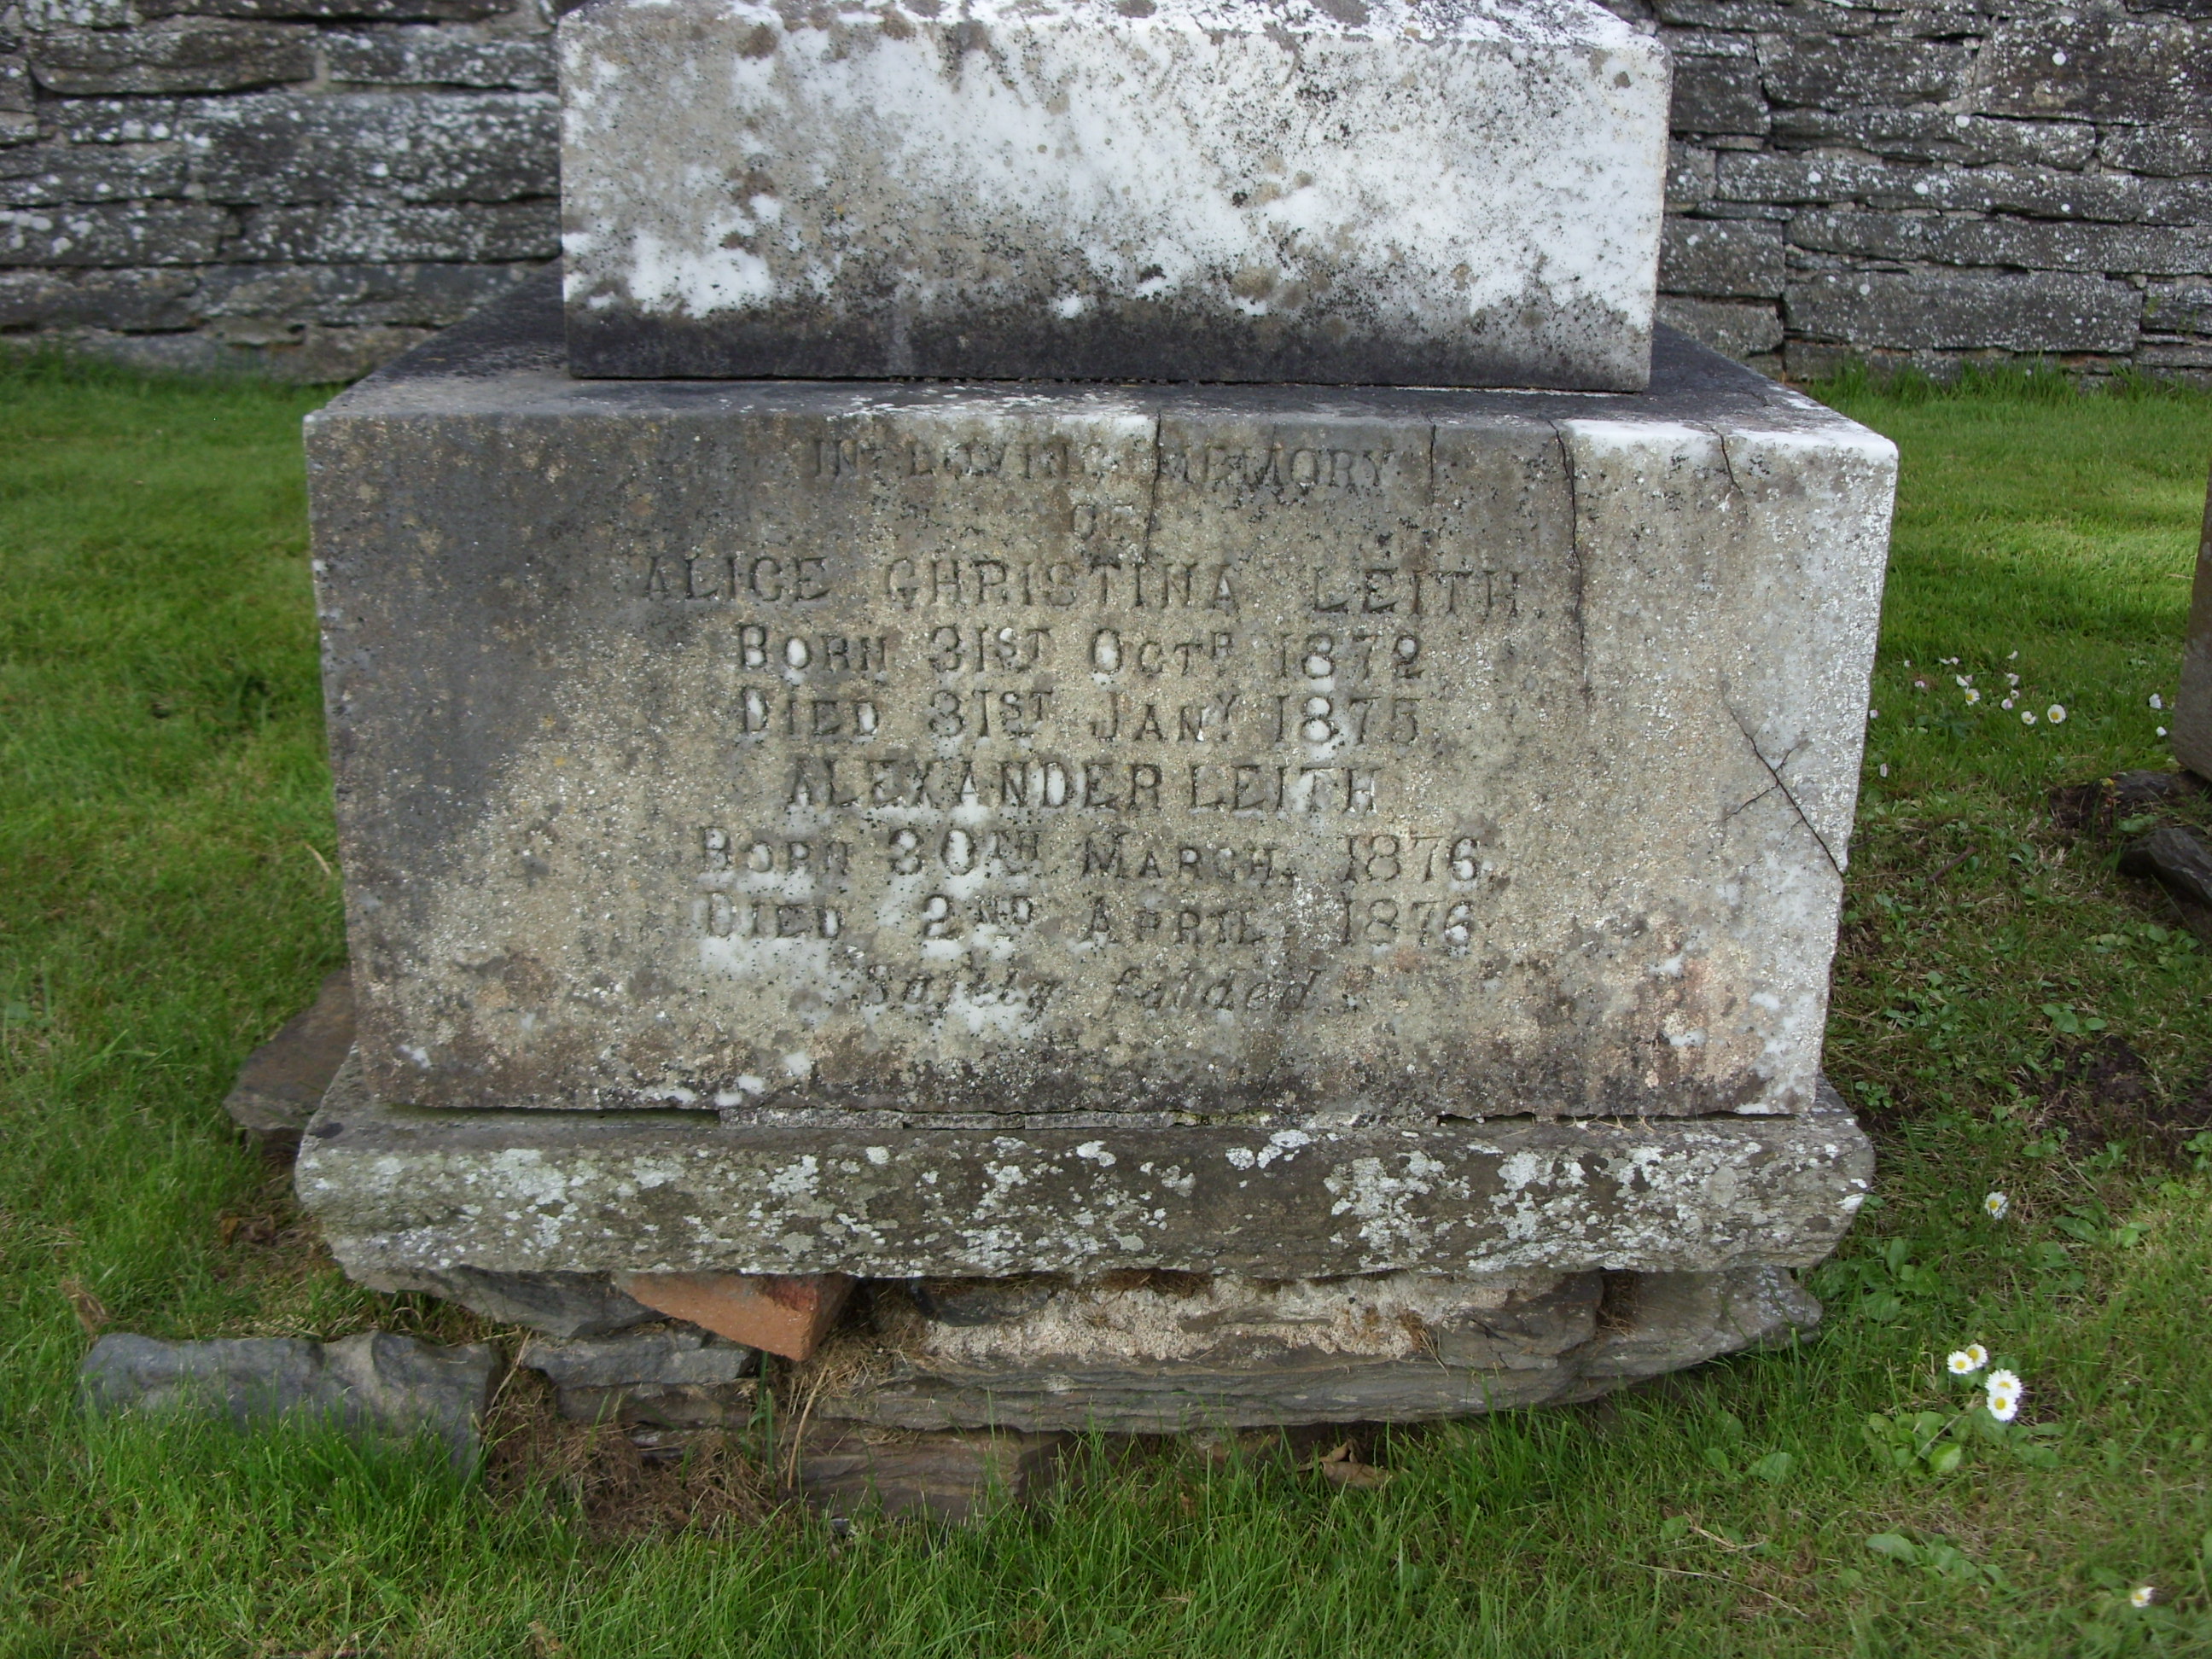 IN LOVING MEMORY
OF
ALICE CHRISTINA LEITH
BORN 31ST OCTR 1872
DIED 31ST JANY 1875
ALEXANDER LEITH
BORN 30TH MARCH, 1876
DIED 2ND APRIL, 1876
Safely folded